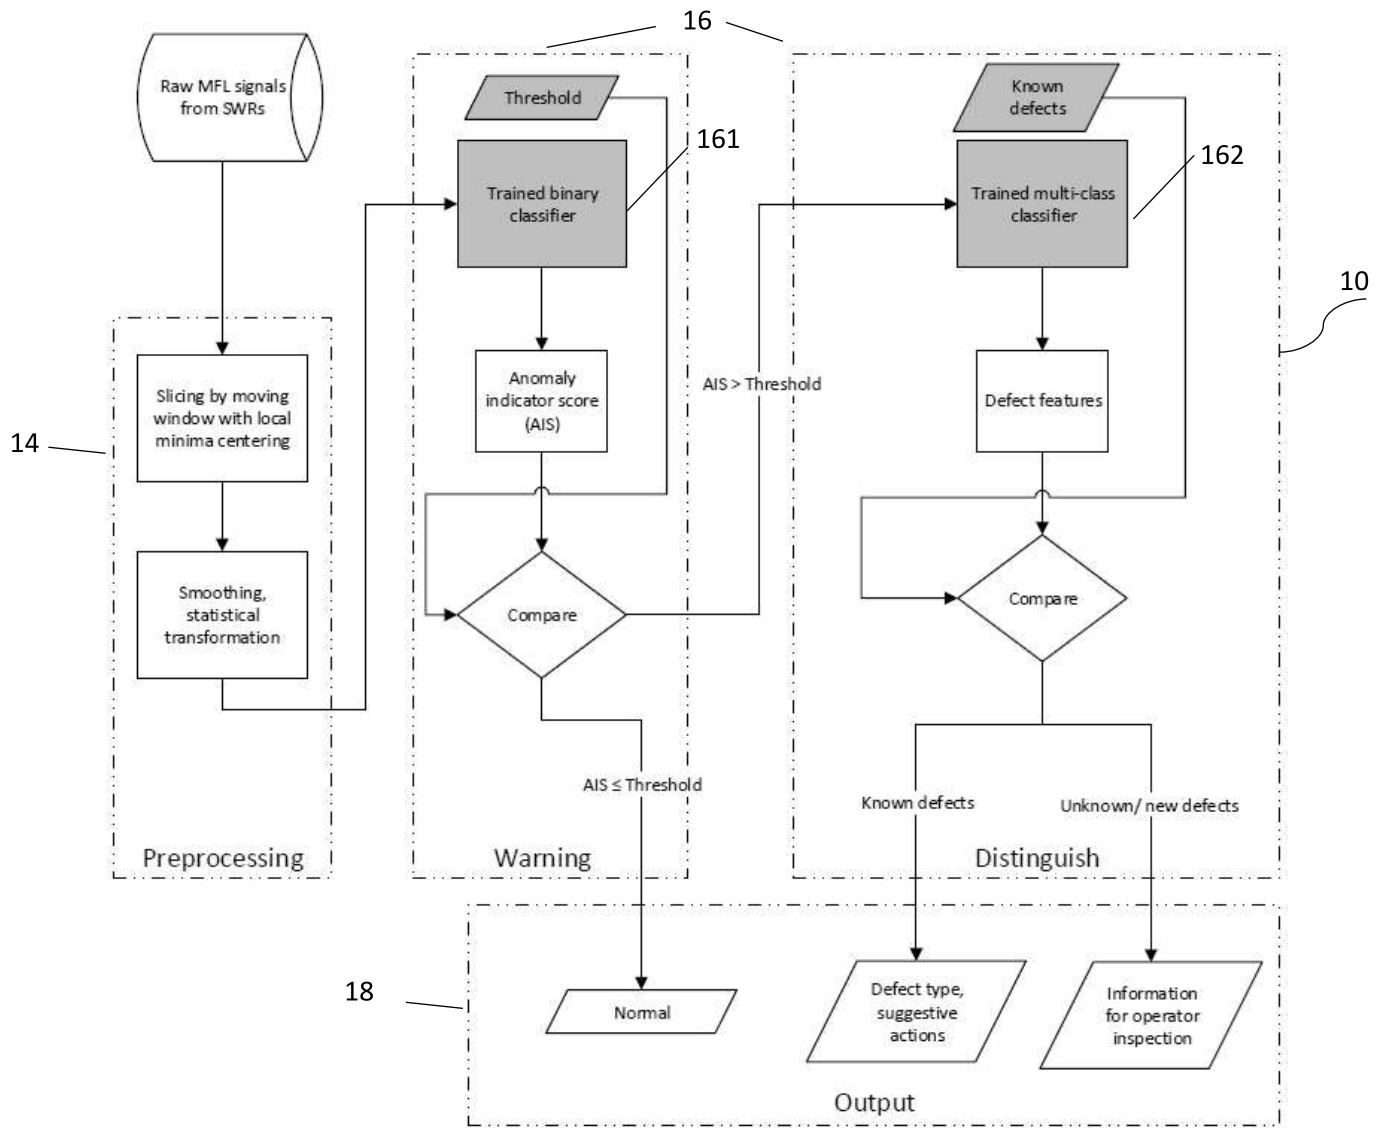 16
Raw MFL signals
from SWRs
Threshold
161
Known
defects
162
Trained binary
classifier
Trained multi-class
classifier
10
14
Slicing by moving
window with local
minima centering
Anomaly
indicator score
(AIS)
AIS > Threshold
Defect features
Smoothing,
statistical
transformation
Compare
Compare
AIS ≤ Threshold
Known defects
Unknown/ new defects
Preprocessing
Warning
Distinguish
18
Normal
Defect type,
suggestive
actions
Information
for operator
inspection
Output